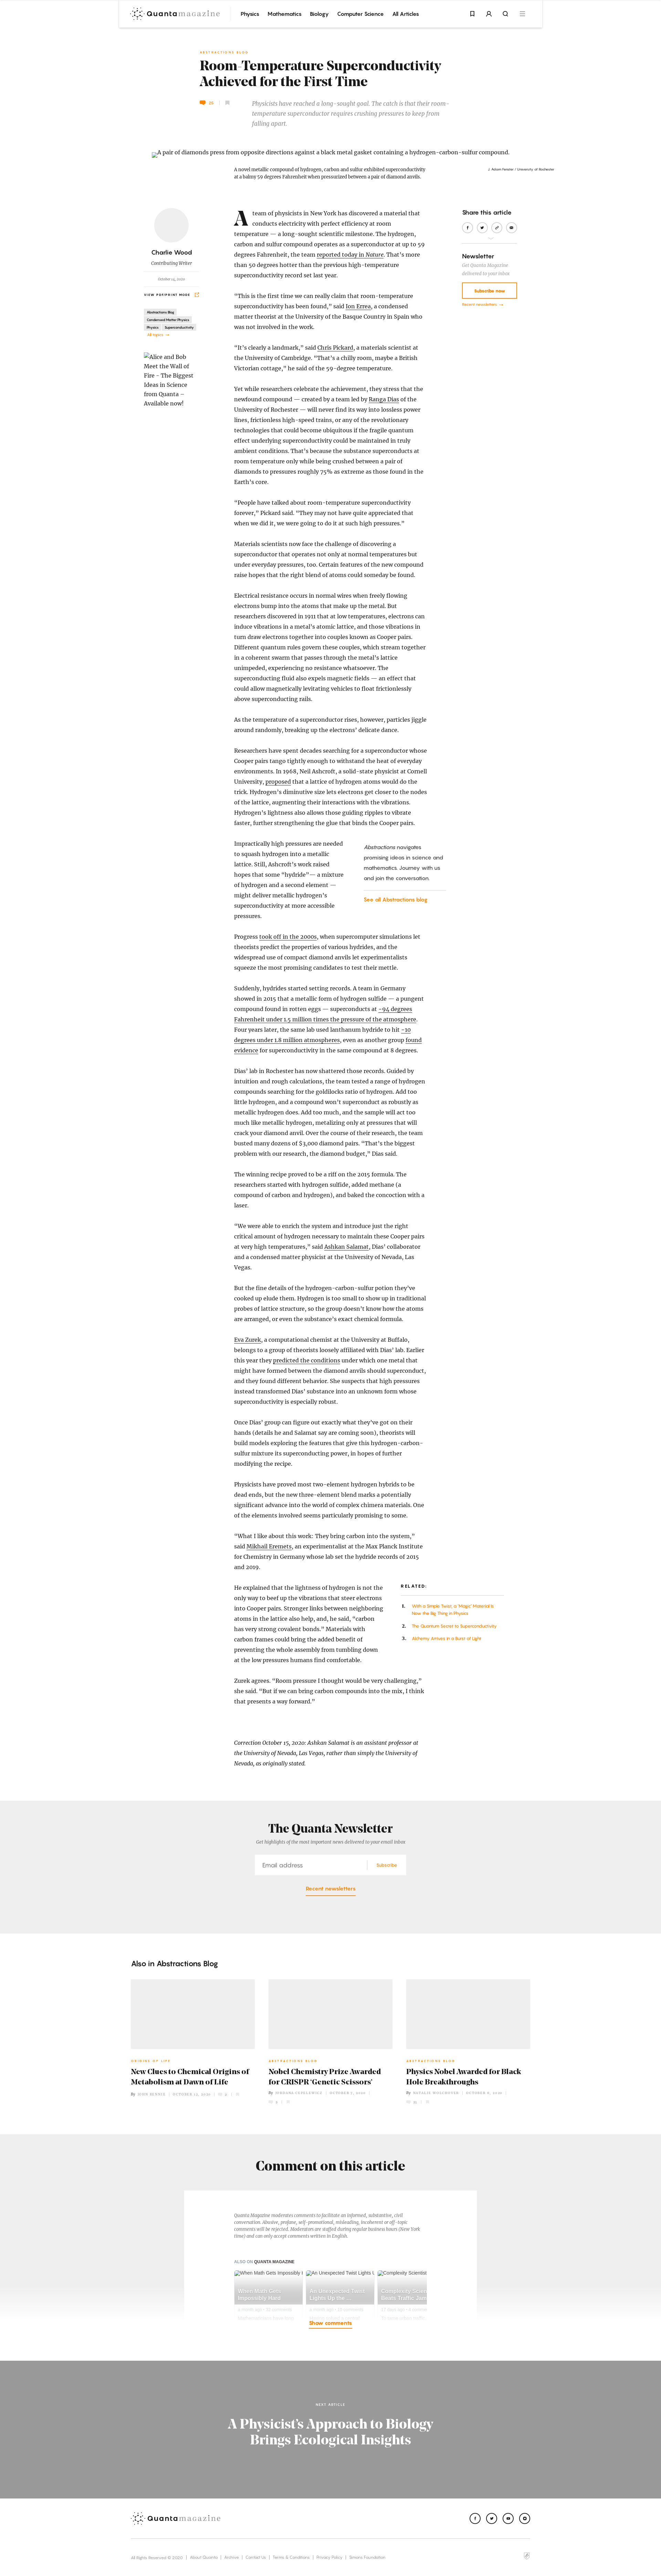 Quanta magazine
Physics
Mathematics
Biology
Computer Science
All Articles
ABSTRACTIONS BLOG
Room-Temperature Superconductivity
Achieved for the First Time
Physicists have reached a long-sought goal. The catch is that their room-
temperature superconductor requires crushing pressures to keep from
falling apart.
A pair of diamonds press from opposite directions against a black metal gasket containing a hydrogen-carbon-sulfur compound.
A novel metallic compound of hydrogen, carbon and sulfur exhibited superconductivity
at a balmy 59 degrees Fahrenheit when pressurized between a pair of diamond anvils.
J. Adam Fenster / University of Rochester
Charlie Wood
Contributing Writer
October 14, 2020
VIEW PDF/PRINT MODE
Abstractions Blog
Condensed Matter Physics
Physics
Superconductivity
All topics
Alice and Bob
Meet the Wall of
Fire - The Biggest
Ideas in Science
from Quanta –
Available now!
A team of physicists in New York has discovered a material that
conducts electricity with perfect efficiency at room
temperature — a long-sought scientific milestone. The hydrogen,
carbon and sulfur compound operates as a superconductor at up to 59
degrees Fahrenheit, the team reported today in Nature. That's more
than 50 degrees hotter than the previous high-temperature
superconductivity record set last year.
"This is the first time we can really claim that room-temperature
superconductivity has been found," said Ion Errea, a condensed
matter theorist at the University of the Basque Country in Spain who
was not involved in the work.
"It's clearly a landmark," said Chris Pickard, a materials scientist at
the University of Cambridge. "That's a chilly room, maybe a British
Victorian cottage," he said of the 59-degree temperature.
Yet while researchers celebrate the achievement, they stress that the
newfound compound — created by a team led by Ranga Dias of the
University of Rochester — will never find its way into lossless power
lines, frictionless high-speed trains, or any of the revolutionary
technologies that could become ubiquitous if the fragile quantum
effect underlying superconductivity could be maintained in truly
ambient conditions. That's because the substance superconducts at
room temperature only while being crushed between a pair of
diamonds to pressures roughly 75% as extreme as those found in the
Earth's core.
"People have talked about room-temperature superconductivity
forever," Pickard said. "They may not have quite appreciated that
when we did it, we were going to do it at such high pressures."
Materials scientists now face the challenge of discovering a
superconductor that operates not only at normal temperatures but
under everyday pressures, too. Certain features of the new compound
raise hopes that the right blend of atoms could someday be found.
Electrical resistance occurs in normal wires when freely flowing
electrons bump into the atoms that make up the metal. But
researchers discovered in 1911 that at low temperatures, electrons can
induce vibrations in a metal's atomic lattice, and those vibrations in
turn draw electrons together into couples known as Cooper pairs.
Different quantum rules govern these couples, which stream together
in a coherent swarm that passes through the metal's lattice
unimpeded, experiencing no resistance whatsoever. The
superconducting fluid also expels magnetic fields — an effect that
could allow magnetically levitating vehicles to float frictionlessly
above superconducting rails.
As the temperature of a superconductor rises, however, particles jiggle
around randomly, breaking up the electrons' delicate dance.
Researchers have spent decades searching for a superconductor whose
Cooper pairs tango tightly enough to withstand the heat of everyday
environments. In 1968, Neil Ashcroft, a solid-state physicist at Cornell
University, proposed that a lattice of hydrogen atoms would do the
trick. Hydrogen's diminutive size lets electrons get closer to the nodes
of the lattice, augmenting their interactions with the vibrations.
Hydrogen's lightness also allows those guiding ripples to vibrate
faster, further strengthening the glue that binds the Cooper pairs.
Impractically high pressures are needed
to squash hydrogen into a metallic
lattice. Still, Ashcroft's work raised
hopes that some "hydride"— a mixture
of hydrogen and a second element —
might deliver metallic hydrogen's
superconductivity at more accessible
pressures.
Abstractions navigates
promising ideas in science and
mathematics. Journey with us
and join the conversation.
See all Abstractions blog
Progress took off in the 2000s, when supercomputer simulations let
theorists predict the properties of various hydrides, and the
widespread use of compact diamond anvils let experimentalists
squeeze the most promising candidates to test their mettle.
Suddenly, hydrides started setting records. A team in Germany
showed in 2015 that a metallic form of hydrogen sulfide — a pungent
compound found in rotten eggs — superconducts at −94 degrees
Fahrenheit under 1.5 million times the pressure of the atmosphere.
Four years later, the same lab used lanthanum hydride to hit −10
degrees under 1.8 million atmospheres, even as another group found
evidence for superconductivity in the same compound at 8 degrees.
Dias' lab in Rochester has now shattered those records. Guided by
intuition and rough calculations, the team tested a range of hydrogen
compounds searching for the goldilocks ratio of hydrogen. Add too
little hydrogen, and a compound won't superconduct as robustly as
metallic hydrogen does. Add too much, and the sample will act too
much like metallic hydrogen, metalizing only at pressures that will
crack your diamond anvil. Over the course of their research, the team
busted many dozens of $3,000 diamond pairs. "That's the biggest
problem with our research, the diamond budget," Dias said.
The winning recipe proved to be a riff on the 2015 formula. The
researchers started with hydrogen sulfide, added methane (a
compound of carbon and hydrogen), and baked the concoction with a
laser.
"We were able to enrich the system and introduce just the right
critical amount of hydrogen necessary to maintain these Cooper pairs
at very high temperatures," said Ashkan Salamat, Dias' collaborator
and a condensed matter physicist at the University of Nevada, Las
Vegas.
But the fine details of the hydrogen-carbon-sulfur potion they've
cooked up elude them. Hydrogen is too small to show up in traditional
probes of lattice structure, so the group doesn't know how the atoms
are arranged, or even the substance's exact chemical formula.
Eva Zurek, a computational chemist at the University at Buffalo,
belongs to a group of theorists loosely affiliated with Dias' lab. Earlier
this year they predicted the conditions under which one metal that
might have formed between the diamond anvils should superconduct,
and they found different behavior. She suspects that high pressures
instead transformed Dias' substance into an unknown form whose
superconductivity is especially robust.
Once Dias' group can figure out exactly what they've got on their
hands (details he and Salamat say are coming soon), theorists will
build models exploring the features that give this hydrogen-carbon-
sulfur mixture its superconducting power, in hopes of further
modifying the recipe.
Physicists have proved most two-element hydrogen hybrids to be
dead ends, but the new three-element blend marks a potentially
significant advance into the world of complex chimera materials. One
of the elements involved seems particularly promising to some.
"What I like about this work: They bring carbon into the system,"
said Mikhail Eremets, an experimentalist at the Max Planck Institute
for Chemistry in Germany whose lab set the hydride records of 2015
and 2019.
He explained that the lightness of hydrogen is not the
only way to beef up the vibrations that steer electrons
into Cooper pairs. Stronger links between neighboring
atoms in the lattice also help, and, he said, "carbon
has very strong covalent bonds." Materials with
carbon frames could bring the added benefit of
preventing the whole assembly from tumbling down
at the low pressures humans find comfortable.
RELATED:
1. With a Simple Twist, a 'Magic' Material Is
Now the Big Thing in Physics
2. The Quantum Secret to Superconductivity
3. Alchemy Arrives in a Burst of Light
Zurek agrees. "Room pressure I thought would be very challenging,"
she said. "But if we can bring carbon compounds into the mix, I think
that presents a way forward."
Correction October 15, 2020: Ashkan Salamat is an assistant professor at
the University of Nevada, Las Vegas, rather than simply the University of
Nevada, as originally stated.
Share this article
Newsletter
Get Quanta Magazine
delivered to your inbox
Subscribe now
Recent newsletters
The Quanta Newsletter
Get highlights of the most important news delivered to your email inbox
Email address
Subscribe
Recent newsletters
Also in Abstractions Blog
ORIGINS OF LIFE
New Clues to Chemical Origins of
Metabolism at Dawn of Life
By JOHN RENNIE
ABSTRACTIONS BLOG
Nobel Chemistry Prize Awarded
for CRISPR 'Genetic Scissors'
By JORDANA CEPELEWICZ
OCTOBER 7, 2020
ABSTRACTIONS BLOG
Physics Nobel Awarded for Black
Hole Breakthroughs
By NATALIE WOLCHOVER
OCTOBER 6, 2020
Comment on this article
Quanta Magazine moderates comments to facilitate an informed, substantive, civil
conversation. Abusive, profane, self-promotional, misleading, incoherent or off-topic
comments will be rejected. Moderators are staffed during regular business hours (New York
time) and can only accept comments written in English.
ALSO ON QUANTA MAGAZINE
When Math Gets Impossibly H
An Unexpected Twist Lights U
Complexity Scientist
When Math Gets
Impossibly Hard
An Unexpected Twist
Lights Up the ...
Show comments
NEXT ARTICLE
A Physicist's Approach to Biology
Brings Ecological Insights
Quanta magazine
All Rights Reserved © 2020
About Quanta
Archive
Contact Us
Terms & Conditions
Privacy Policy
Simons Foundation